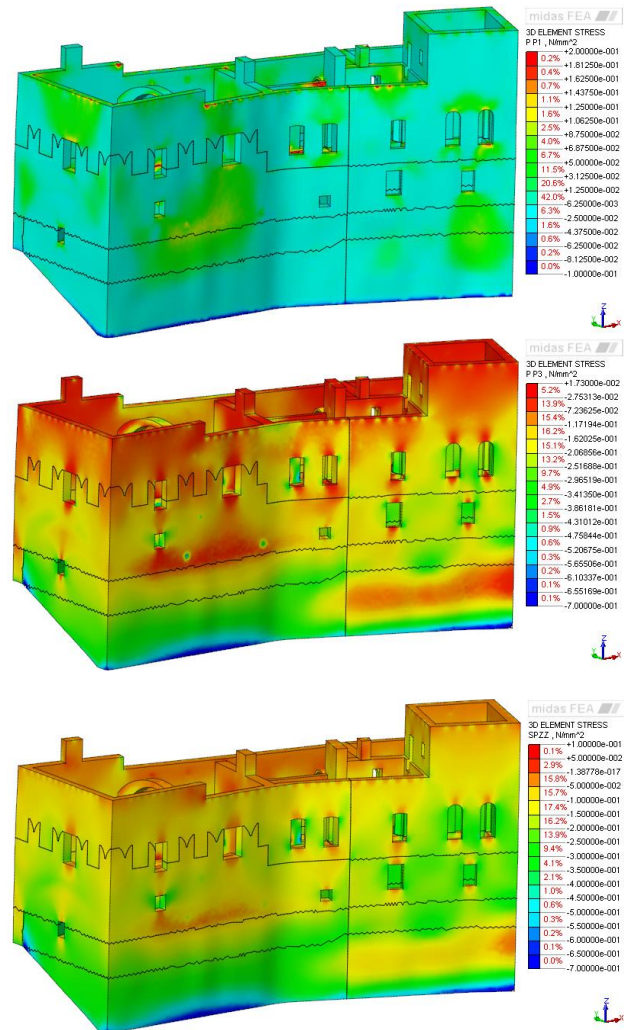 midas FEA
3D ELEMENT STRESS
P P1 , N/mm^2
+2.00000e-001
0.2%
+1.81250e-001
0.4%
+1.62500e-001
0.7%
+1.43750e-001
1.1%
+1.25000e-001
1.6%
+1.06250e-001
2.5%
+8.75000e-002
4.0%
+6.87500e-002
6.7%
+5.00000e-002
11.5%
+3.12500e-002
20.6%
+1.25000e-002
42.0%
-6.25000e-003
6.3%
-2.50000e-002
1.6%
-4.37500e-002
0.6%
-6.25000e-002
0.2%
-8.12500e-002
0.0%
-1.00000e-001
Z
Y
X
midas FEA
3D ELEMENT STRESS
P P3 , N/mm^2
+1.73000e-002
5.2%
-2.75313e-002
13.9%
-7.23625e-002
15.4%
-1.17194e-001
16.2%
-1.62025e-001
15.1%
-2.06856e-001
13.2%
-2.51688e-001
9.7%
-2.96519e-001
4.9%
-3.41350e-001
2.7%
-3.86181e-001
1.5%
-4.31012e-001
0.9%
-4.75844e-001
0.6%
-5.20675e-001
0.3%
-5.65506e-001
0.2%
-6.10337e-001
0.1%
-6.55169e-001
0.1%
-7.00000e-001
Z
Y
X
midas FEA
3D ELEMENT STRESS
SPZZ , N/mm^2
+1.00000e-001
0.1%
+5.00000e-002
2.9%
-1.38778e-017
15.8%
-5.00000e-002
15.7%
-1.00000e-001
17.4%
-1.50000e-001
16.2%
-2.00000e-001
13.9%
-2.50000e-001
9.4%
-3.00000e-001
4.1%
-3.50000e-001
2.1%
-4.00000e-001
1.0%
-4.50000e-001
0.6%
-5.00000e-001
0.3%
-5.50000e-001
0.2%
-6.00000e-001
0.1%
-6.50000e-001
0.0%
-7.00000e-001
Z
Y
X